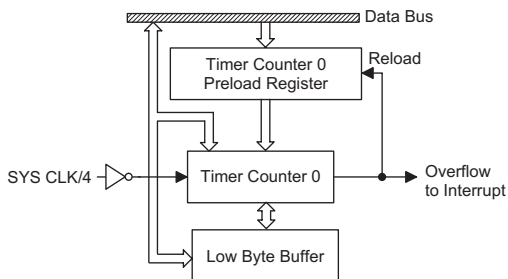 Data Bus
Timer Counter 0
Preload Register
Reload
SYS CLK/4
Timer Counter 0
Overflow
to Interrupt
Low Byte Buffer